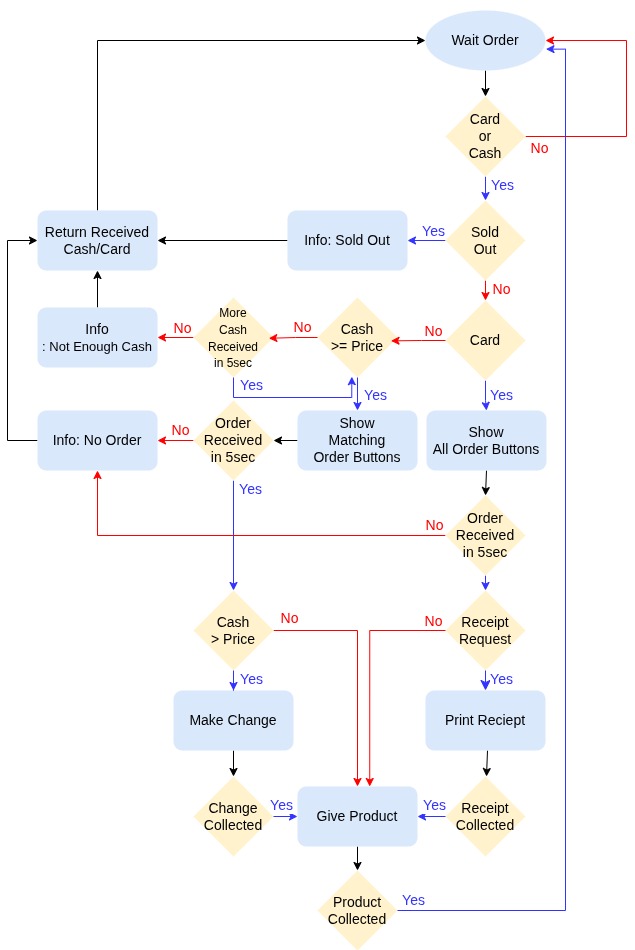 Wait Order
Card
or
Cash
No
Yes
Return Received
Cash/Card
Info: Sold Out
Yes
Sold
Out
No
Info
: Not Enough Cash
No
More
Cash
Received
in 5sec
No
Cash
>= Price
No
Card
Yes
Yes
Yes
Info: No Order
No
Order
Received
in 5sec
Show
Matching
Order Buttons
Show
All Order Buttons
Yes
No
Order
Received
in 5sec
Cash
> Price
No
No
Receipt
Request
Yes
Yes
Make Change
Print Reciept
Change
Collected
Yes
Give Product
Yes
Receipt
Collected
Product
Collected
Yes